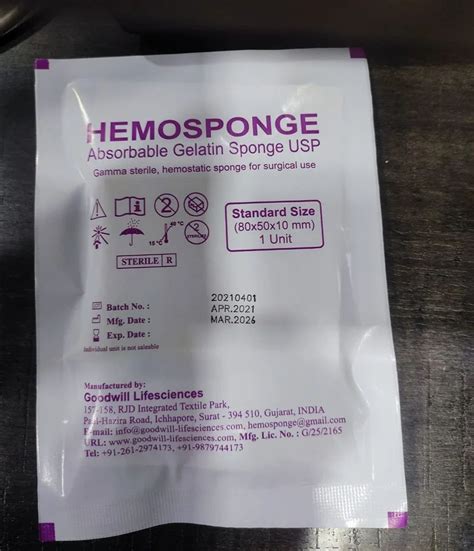 HEMOSPONGE
Absorbable Gelatin Sponge USP
Gamma sterile, hemostatic sponge for surgical use
Standard Size
(80x50x10 mm)
1 Unit
STERILE R
Batch No. : 20210401
Mfg. Date : APR.2021
Exp. Date : MAR.2026
Individual unit is not saleable
Manufactured by:
Goodwill Lifesciences
157-158, RJD Integrated Textile Park,
Pali-Hazira Road, Ichhapore, Surat - 394 510, Gujarat, INDIA
E-mail: info@goodwill-lifesciences.com, hemosponge@gmail.com
URL: www.goodwill-lifesciences.com, Mfg. Lic. No. : G/25/2165
Tel: +91-261-2974173, +91-9879744173